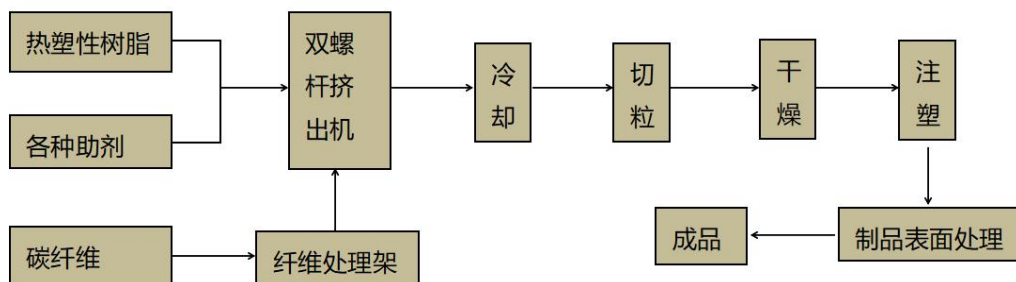 热塑性树脂
各种助剂
碳纤维
纤维处理架
双螺
杆挤
出机
冷
却
切
粒
干
燥
注
塑
制品表面处理
成品